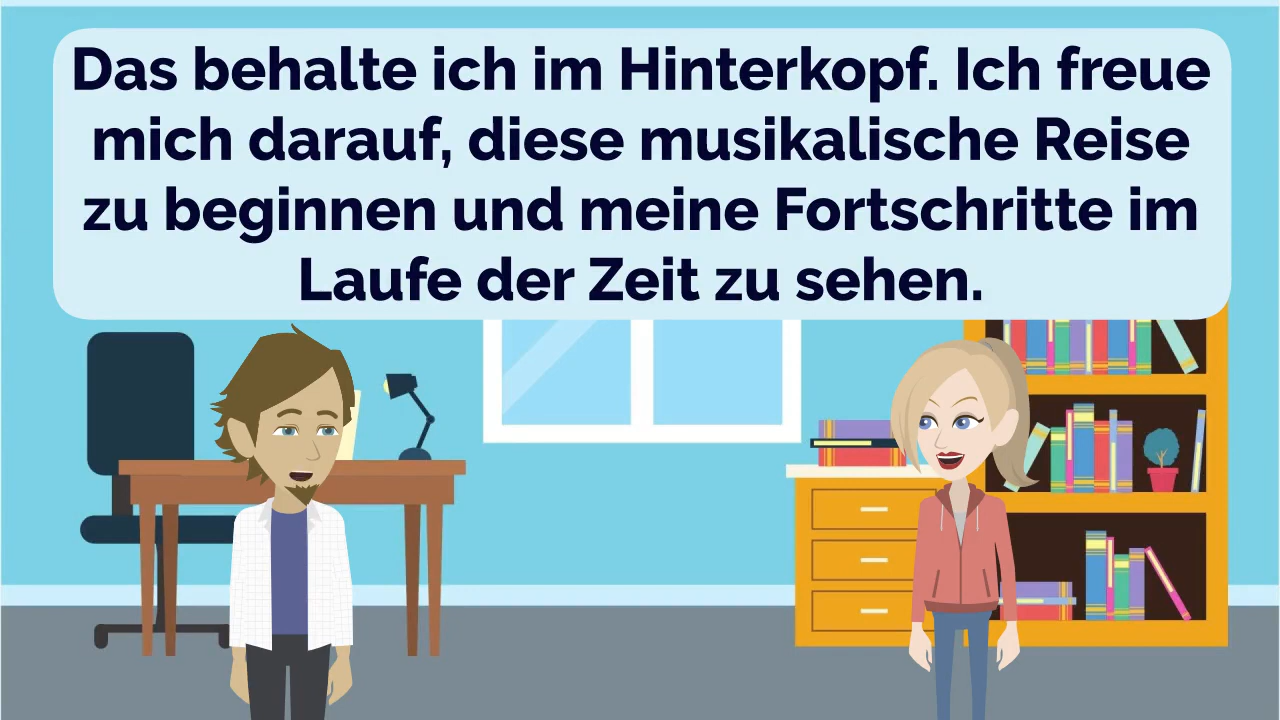 Das behalte ich im Hinterkopf. Ich freue
mich darauf, diese musikalische Reise
zu beginnen und meine Fortschritte im
Laufe der Zeit zu sehen.